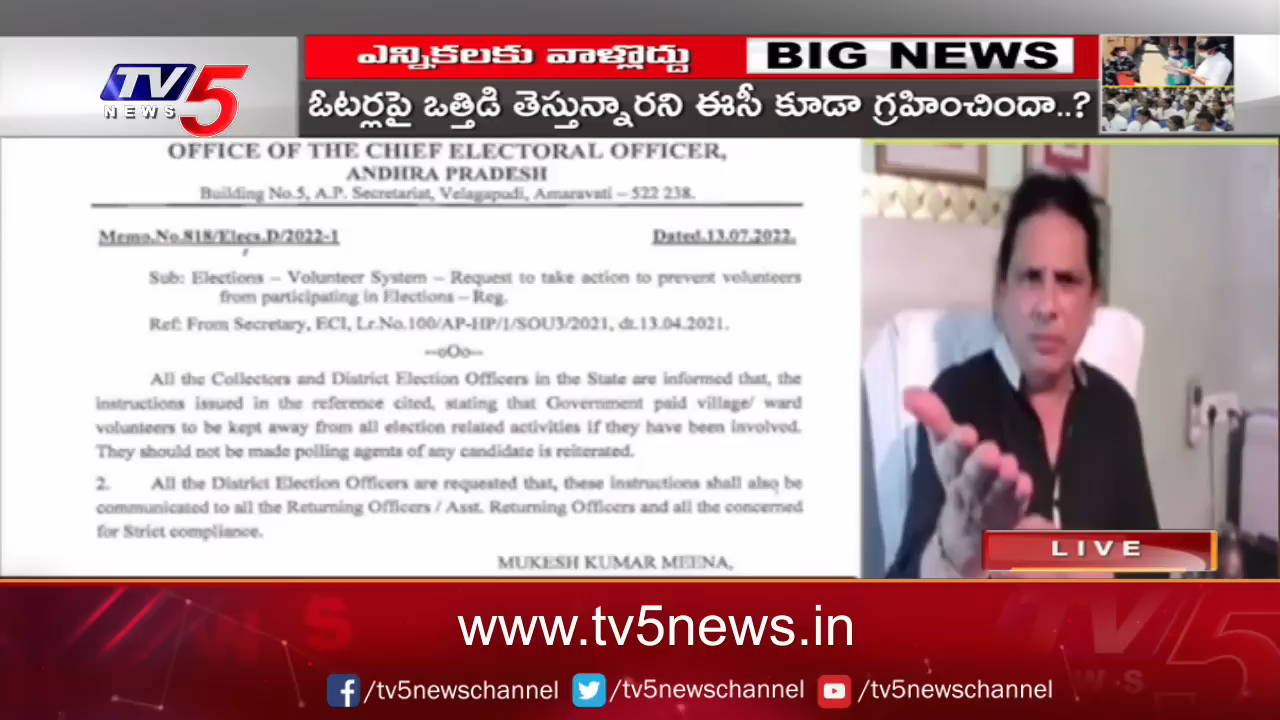 TV5
NEWS
ఎన్నికలకు వాళ్లొద్దు
BIG NEWS
ఓటర్లపై ఒత్తిడి తెస్తున్నారని ఈసీ కూడా గ్రహించిందా..?
OFFICE OF THE CHIEF ELECTORAL OFFICER,
ANDHRA PRADESH
Building No.5, A.P. Secretariat, Velagapudi, Amaravati – 522 238.
Memo.No.818/Elecs.D/2022-1
Dated.13.07.2022.
Sub: Elections – Volunteer System – Request to take action to prevent volunteers
from participating in Elections – Reg.
Ref: From Secretary, ECI, Lr.No.100/AP-HP/1/SOU3/2021, dt.13.04.2021.
--oOo--
All the Collectors and District Election Officers in the State are informed that, the
instructions issued in the reference cited, stating that Government paid village/ ward
volunteers to be kept away from all election related activities if they have been involved.
They should not be made polling agents of any candidate is reiterated.
2. All the District Election Officers are requested that, these instructions shall also be
communicated to all the Returning Officers / Asst. Returning Officers and all the concerned
for Strict compliance.
MUKESH KUMAR MEENA,
LIVE
www.tv5news.in
/tv5newschannel /tv5newschannel /tv5newschannel